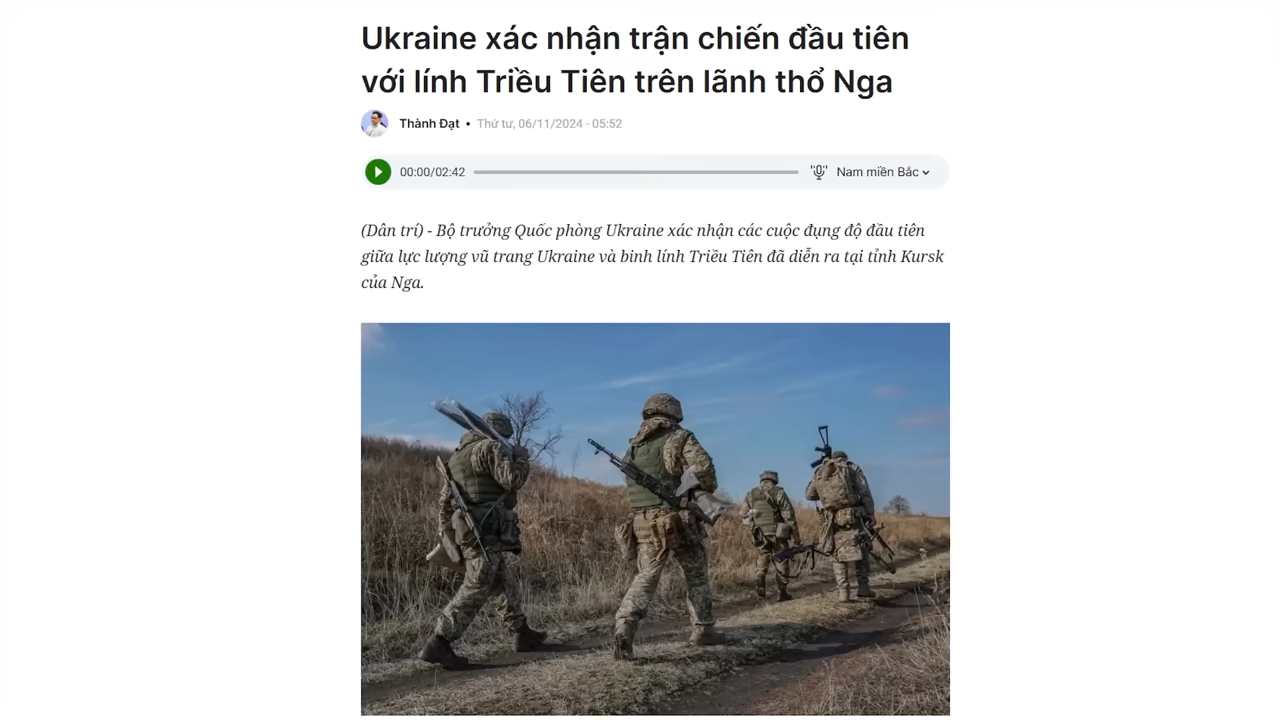 Ukraine xác nhận trận chiến đầu tiên
với lính Triều Tiên trên lãnh thổ Nga
Thành Đạt • Thứ tư, 06/11/2024 - 05:52
00:00/02:42 Nam miền Bắc
(Dân trí) - Bộ trưởng Quốc phòng Ukraine xác nhận các cuộc đụng độ đầu tiên
giữa lực lượng vũ trang Ukraine và binh lính Triều Tiên đã diễn ra tại tỉnh Kursk
của Nga.